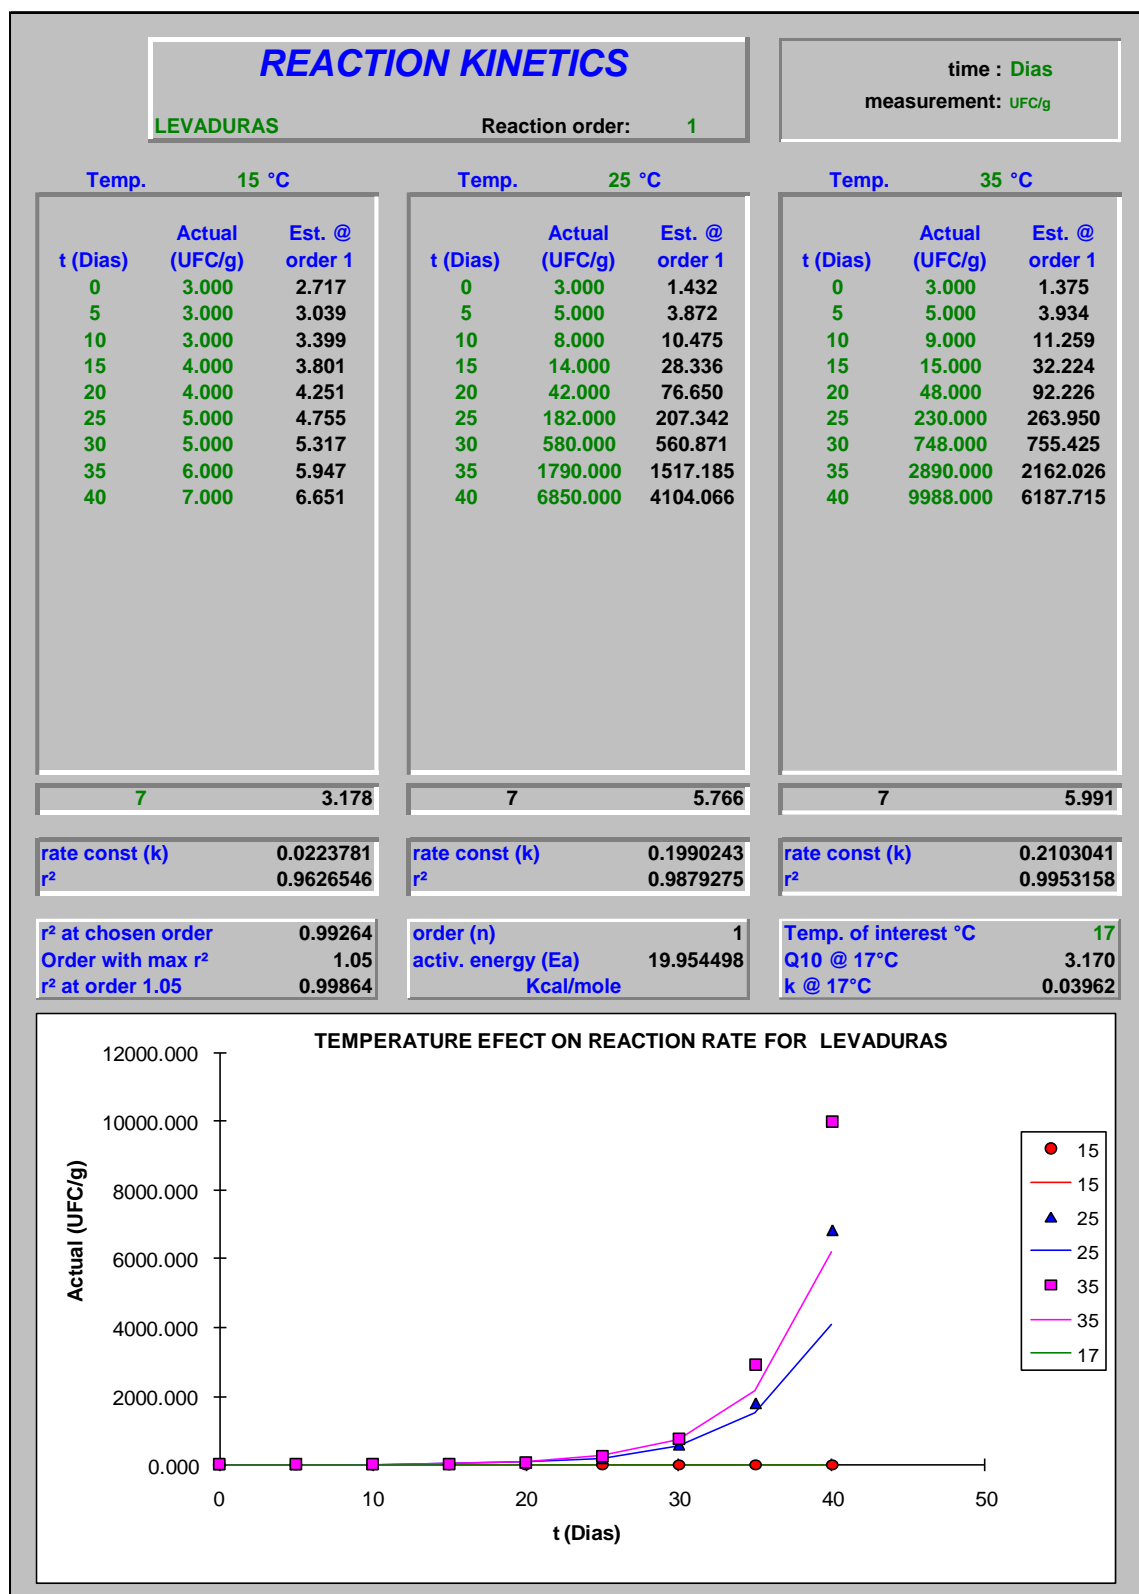 REACTION KINETICS
LEVADURAS Reaction order: 1
time : Dias
measurement: UFC/g
Temp. 15 °C
Actual Est. @
t (Dias) (UFC/g) order 1
0 3.000 2.717
5 3.000 3.039
10 3.000 3.399
15 4.000 3.801
20 4.000 4.251
25 5.000 4.755
30 5.000 5.317
35 6.000 5.947
40 7.000 6.651
7 3.178
rate const (k) 0.0223781
r² 0.9626546
Temp. 25 °C
Actual Est. @
t (Dias) (UFC/g) order 1
0 3.000 1.432
5 5.000 3.872
10 8.000 10.475
15 14.000 28.336
20 42.000 76.650
25 182.000 207.342
30 580.000 560.871
35 1790.000 1517.185
40 6850.000 4104.066
7 5.766
rate const (k) 0.1990243
r² 0.9879275
Temp. 35 °C
Actual Est. @
t (Dias) (UFC/g) order 1
0 3.000 1.375
5 5.000 3.934
10 9.000 11.259
15 15.000 32.224
20 48.000 92.226
25 230.000 263.950
30 748.000 755.425
35 2890.000 2162.026
40 9988.000 6187.715
7 5.991
rate const (k) 0.2103041
r² 0.9953158
r² at chosen order 0.99264
Order with max r² 1.05
r² at order 1.05 0.99864
order (n) 1
activ. energy (Ea) 19.954498
Kcal/mole
Temp. of interest °C 17
Q10 @ 17°C 3.170
k @ 17°C 0.03962
TEMPERATURE EFECT ON REACTION RATE FOR LEVADURAS
Actual (UFC/g)
12000.000
10000.000
8000.000
6000.000
4000.000
2000.000
0.000
0 10 20 30 40 50
t (Dias)
15
15
25
25
35
35
17